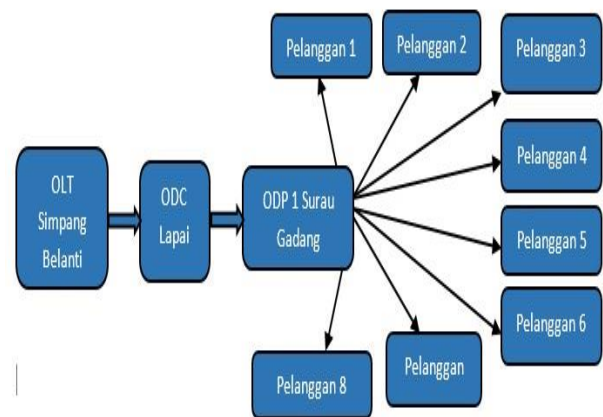 OLT
Simpang
Belanti
ODC
Lapai
ODP 1 Surau
Gadang
Pelanggan 1
Pelanggan 2
Pelanggan 3
Pelanggan 4
Pelanggan 5
Pelanggan 6
Pelanggan
Pelanggan 8